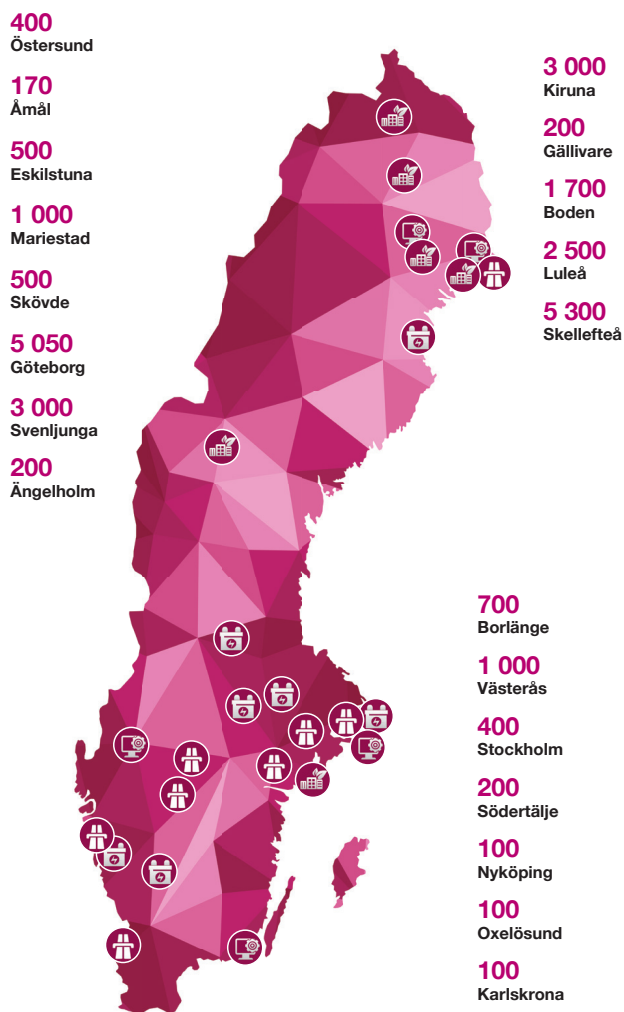 400
Östersund
170
Åmål
500
Eskilstuna
1 000
Mariestad
500
Skövde
5 050
Göteborg
3 000
Svenljunga
200
Ängelholm
3 000
Kiruna
200
Gällivare
1 700
Boden
2 500
Luleå
5 300
Skellefteå
700
Borlänge
1 000
Västerås
400
Stockholm
200
Södertälje
100
Nyköping
100
Oxelösund
100
Karlskrona